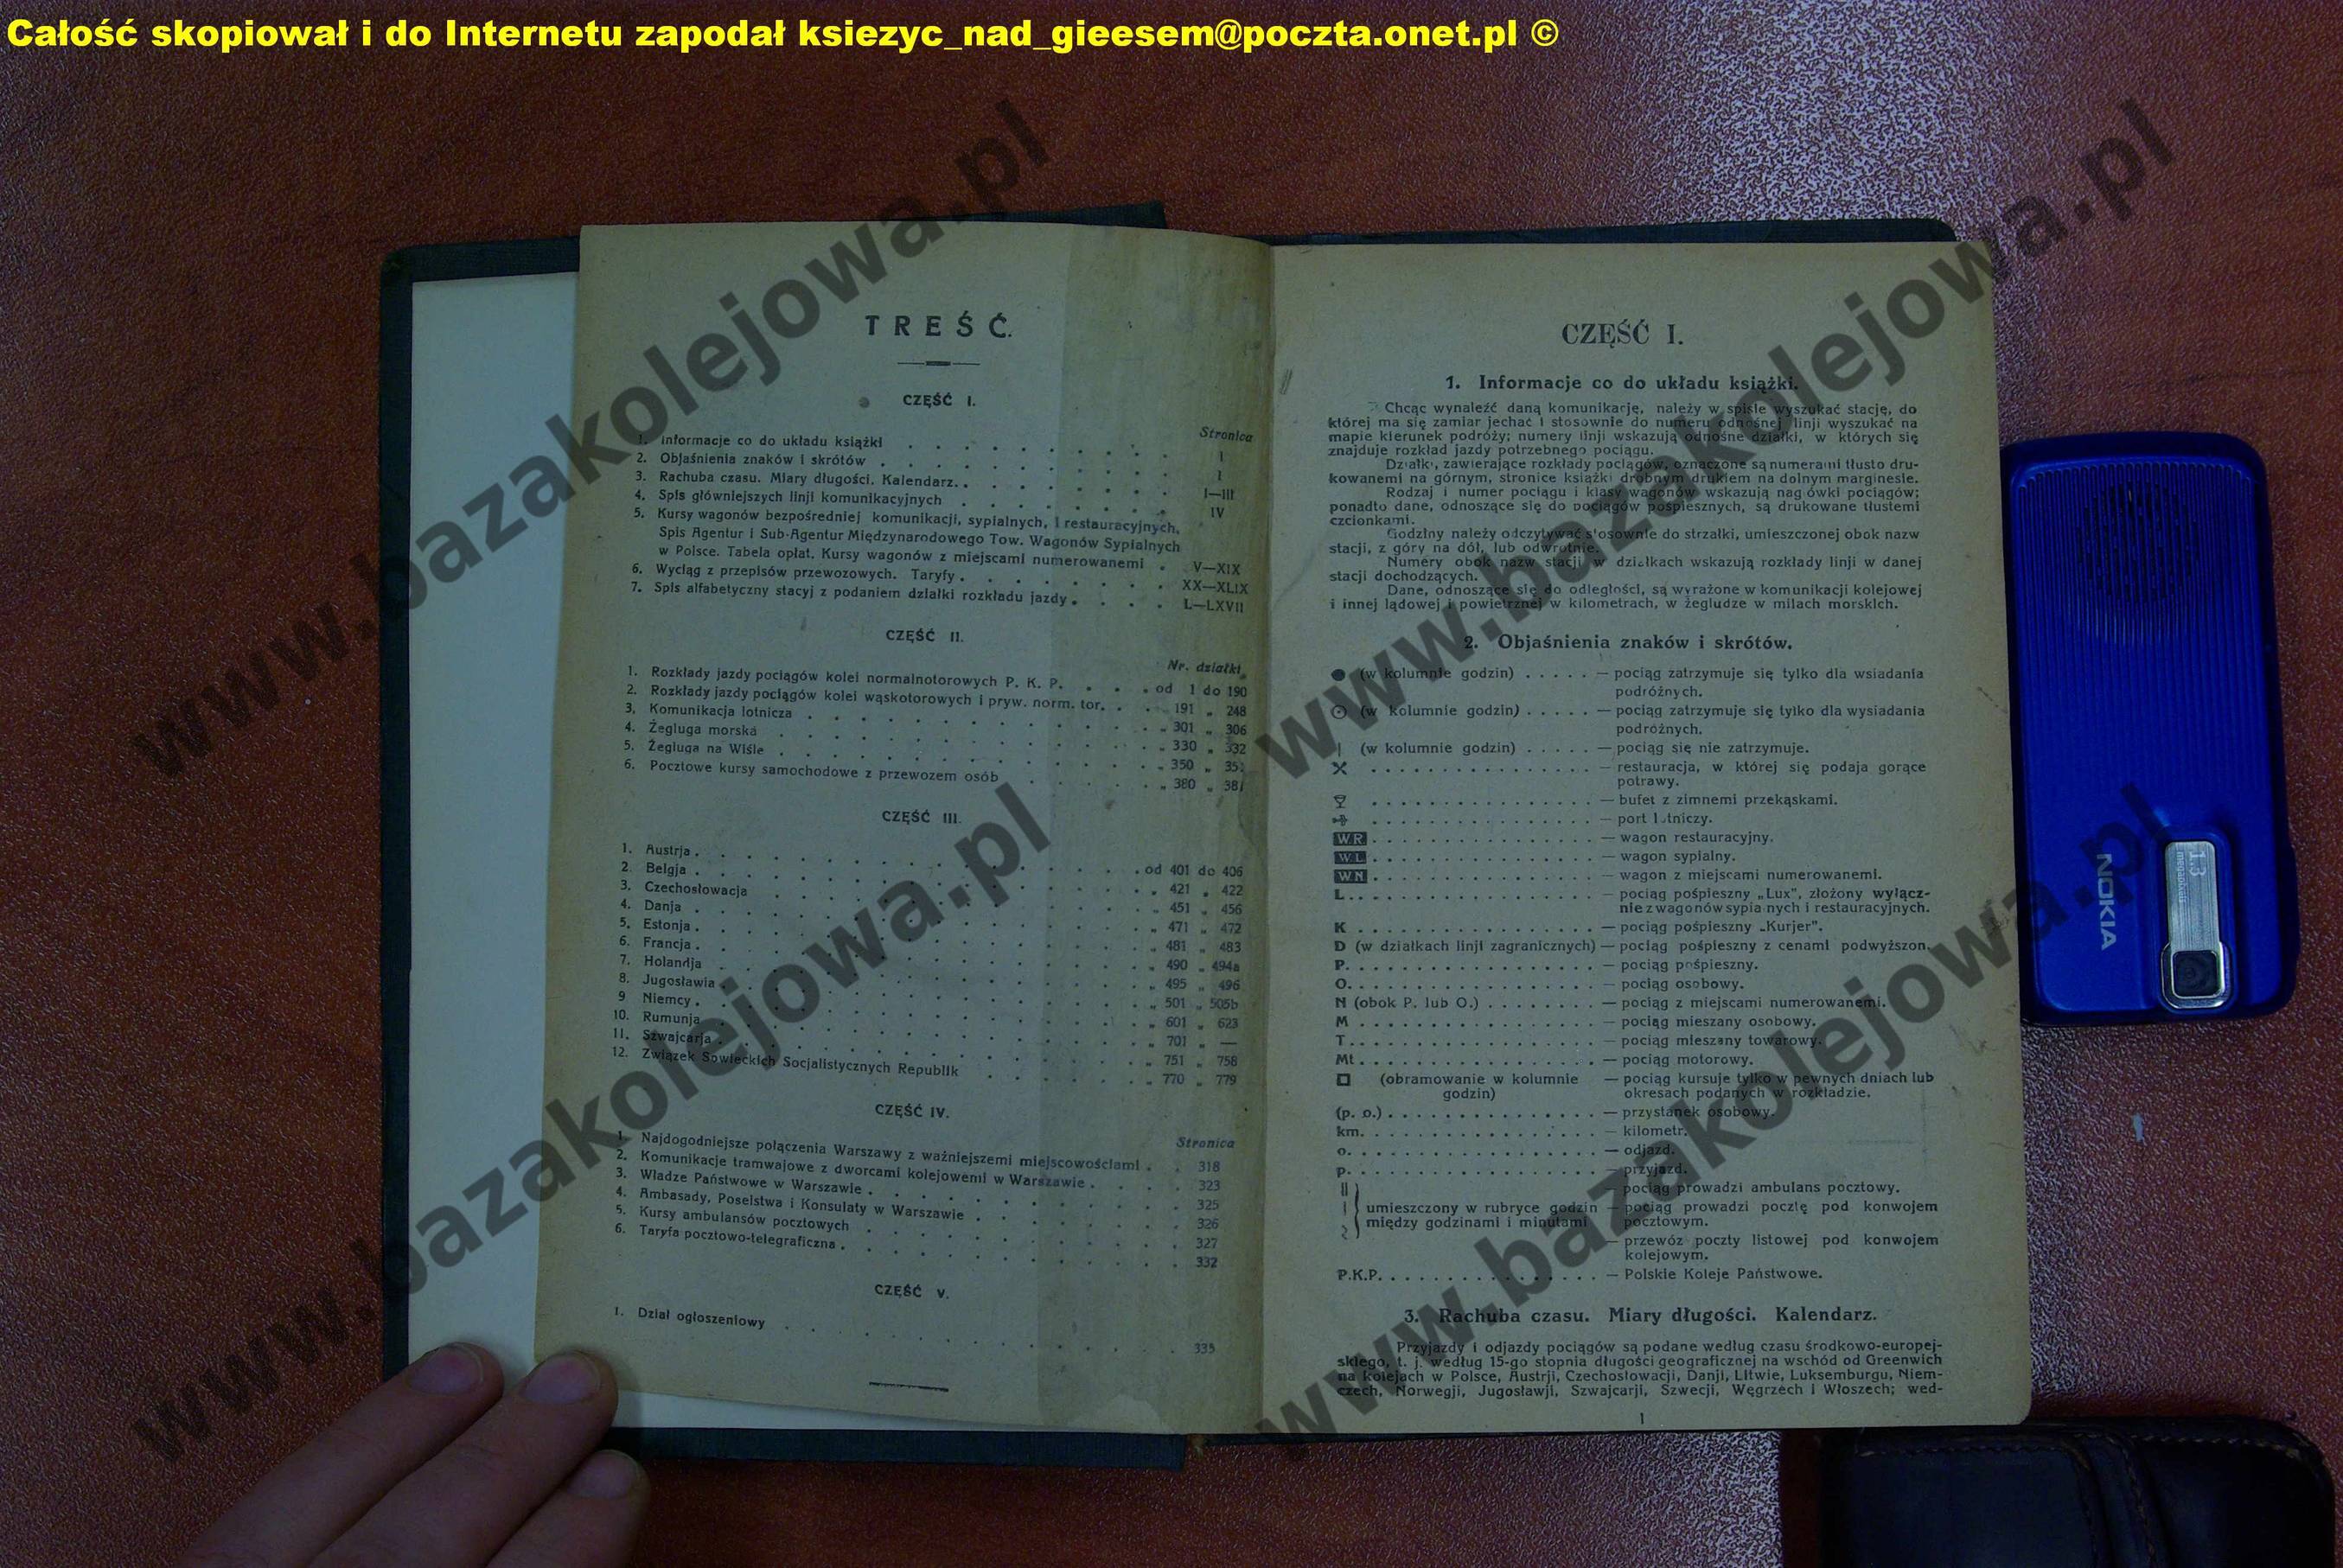 Całość skopiował i do Internetu zapodał ksiezyc_nad_gieesem@poczta.onet.pl ©
www.bazakolejowa.pl
www.bazakolejowa.pl
www.bazakolejowa.pl
www.bazakolejowa.pl
TREŚĆ.
CZĘŚĆ I.
Stronica
1. Informacje co do układu książki . . . I
2. Objaśnienia znaków i skrótów . . . I
3. Rachuba czasu. Miary długości. Kalendarz. . . . I—III
4. Spis główniejszych linji komunikacyjnych . . . IV
5. Kursy wagonów bezpośredniej komunikacji, sypialnych, i restauracyjnych,
Spis Agentur i Sub-Agentur Międzynarodowego Tow. Wagonów Sypialnych
w Polsce. Tabela opłat. Kursy wagonów z miejscami numerowanemi . V—XIX
6. Wyciąg z przepisów przewozowych. Taryfy . . . XX—XLIX
7. Spis alfabetyczny stacyj z podaniem działki rozkładu jazdy . . . L—LXVII
CZĘŚĆ II.
Nr. działki
1. Rozkłady jazdy pociągów kolei normalnotorowych P. K. P. . . . od 1 do 190
2. Rozkłady jazdy pociągów kolei wąskotorowych i pryw. norm. tor. . . 191 „ 248
3. Komunikacja lotnicza . . . „ 301 „ 306
4. Żegluga morska . . . „ 330 „ 332
5. Żegluga na Wiśle . . . „ 350 „ 35
6. Pocztowe kursy samochodowe z przewozem osób . . . „ 380 „ 38
CZĘŚĆ III.
1. Austrja . . . od 401 do 406
2. Belgja . . . „ 421 „ 422
3. Czechosłowacja . . . „ 451 „ 456
4. Danja . . . „ 471 „ 472
5. Estonja . . . „ 481 „ 483
6. Francja . . . „ 490 „ 494a
7. Holandja . . . „ 495 „ 496
8. Jugosławia . . . „ 501 „ 505b
9 Niemcy . . . „ 601 „ 623
10. Rumunja . . . „ 701 „ —
11. Szwajcarja . . . „ 751 „ 758
12. Związek Sowieckich Socjalistycznych Republik . . . „ 770 „ 779
CZĘŚĆ IV.
Stronica
1. Najdogodniejsze połączenia Warszawy z ważniejszemi miejscowościami . . 318
2. Komunikacje tramwajowe z dworcami kolejowemi w Warszawie . . . 323
3. Władze Państwowe w Warszawie . . . 325
4. Ambasady, Poselstwa i Konsulaty w Warszawie . . . 326
5. Kursy ambulansów pocztowych . . . 327
6. Taryfa pocztowo-telegraficzna . . . 332
CZĘŚĆ V.
1. Dział ogłoszeniowy . . . 335
CZĘŚĆ I.
1. Informacje co do układu książki.
Chcąc wynaleźć daną komunikację, należy w spisie wyszukać stację, do
której ma się zamiar jechać i stosownie do numeru odnośnej linji wyszukać na
mapie kierunek podróży; numery linji wskazują odnośne działki, w których się
znajduje rozkład jazdy potrzebnego pociągu.
Działki, zawierające rozkłady pociągów, oznaczone są numerami tłusto dru-
kowanemi na górnym, stronice książki drobnym drukiem na dolnym marginesie.
Rodzaj i numer pociągu i klasy wagonów wskazują nagłówki pociągów;
ponadto dane, odnoszące się do pociągów pośpiesznych, są drukowane tłustemi
czcionkami.
Godziny należy odczytywać stosownie do strzałki, umieszczonej obok nazw
stacji, z góry na dół, lub odwrotnie.
Numery obok nazw stacji w działkach wskazują rozkłady linji w danej
stacji dochodzących.
Dane, odnoszące się do odległości, są wyrażone w komunikacji kolejowej
i innej lądowej i powietrznej w kilometrach, w żegludze w milach morskich.
2. Objaśnienia znaków i skrótów.
● (w kolumnie godzin) . . . . . — pociąg zatrzymuje się tylko dla wsiadania
podróżnych.
⊙ (w kolumnie godzin) . . . . . — pociąg zatrzymuje się tylko dla wysiadania
podróżnych.
| (w kolumnie godzin) . . . . . — pociąg się nie zatrzymuje.
. . . — restauracja, w której się podaja gorące
potrawy.
. . . — bufet z zimnemi przekąskami.
. . . — port lotniczy.
WR . . . — wagon restauracyjny.
WL . . . — wagon sypialny.
WN . . . — wagon z miejscami numerowanemi.
L. . . — pociąg pośpieszny „Lux", złożony wyłącz-
nie z wagonów sypialnych i restauracyjnych.
K . . . — pociąg pośpieszny „Kurjer".
D (w działkach linji zagranicznych) — pociąg pośpieszny z cenami podwyższon.
P. . . — pociąg pośpieszny.
O. . . — pociąg osobowy.
N (obok P. lub O.) . . . — pociąg z miejscami numerowanemi.
M . . . — pociąg mieszany osobowy.
T. . . — pociąg mieszany towarowy.
Mt. . . — pociąg motorowy.
□ (obramowanie w kolumnie — pociąg kursuje tylko w pewnych dniach lub
godzin) okresach podanych w rozkładzie.
(p. o.) . . . — przystanek osobowy.
km. . . — kilometr.
o. . . — odjazd.
p. . . — przyjazd.
|| — pociąg prowadzi ambulans pocztowy.
| umieszczony w rubryce godzin — pociąg prowadzi pocztę pod konwojem
między godzinami i minutami pocztowym.
— przewóz poczty listowej pod konwojem
kolejowym.
P.K.P. . . — Polskie Koleje Państwowe.
3. Rachuba czasu. Miary długości. Kalendarz.
Przyjazdy i odjazdy pociągów są podane według czasu środkowo-europej-
skiego, t. j. według 15-go stopnia długości geograficznej na wschód od Greenwich
na kolejach w Polsce, Austrji, Czechosłowacji, Danji, Litwie, Luksemburgu, Niem-
czech, Norwegji, Jugosławji, Szwajcarji, Szwecji, Węgrzech i Włoszech; wed-
1
1.3
megapixels
NOKIA